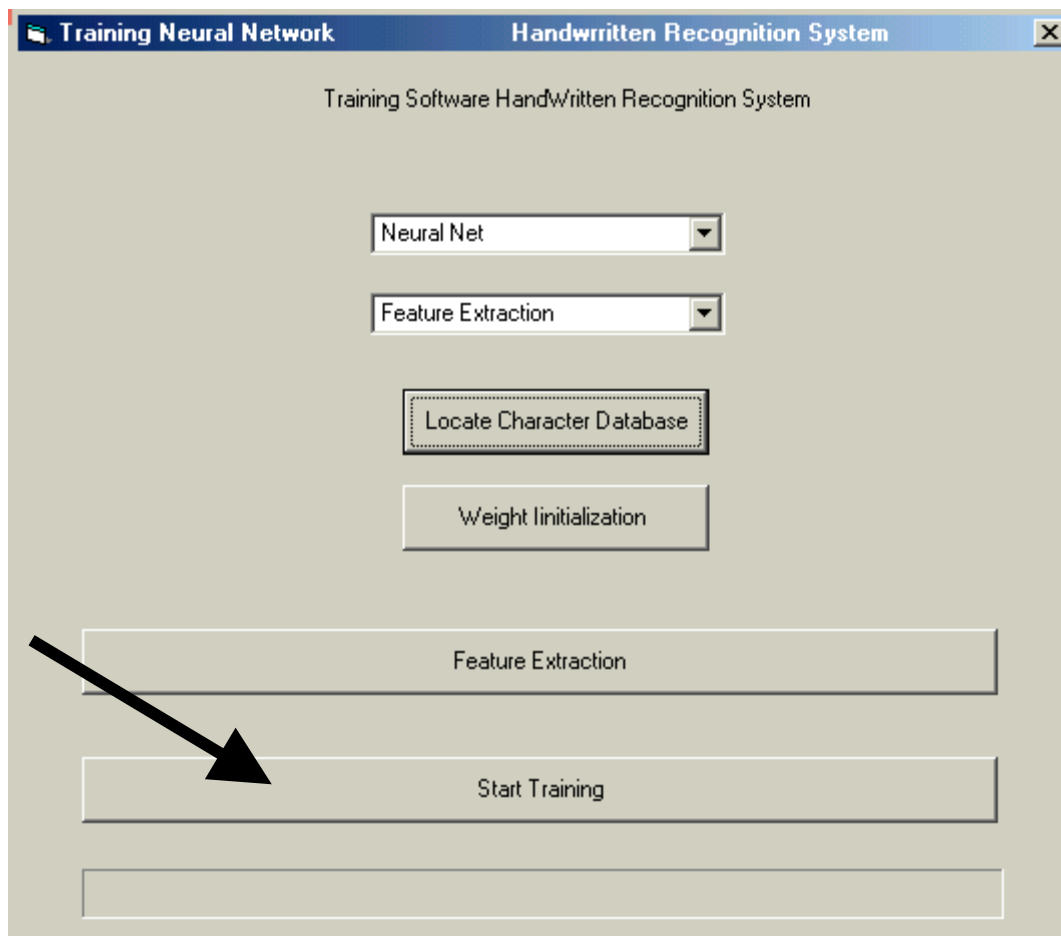 Training Neural Network Handwrritten Recognition System
Training Software HandWritten Recognition System
Neural Net
Feature Extraction
Locate Character Database
Weight Iinitialization
Feature Extraction
Start Training